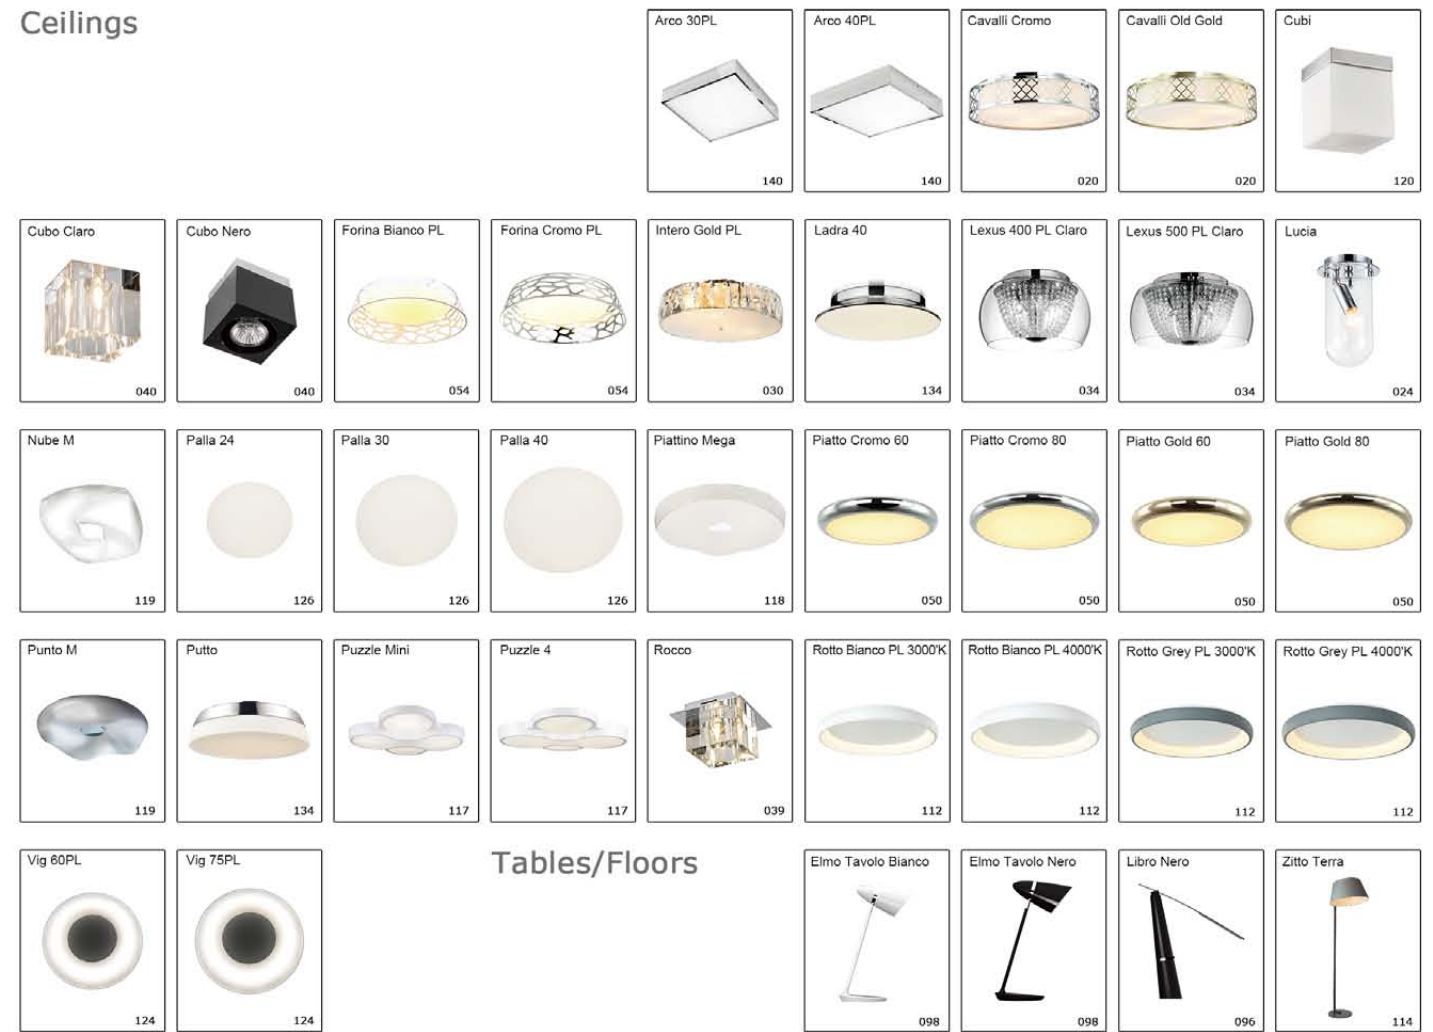 Ceilings
Arco 30PL
140
Arco 40PL
140
Cavalli Cromo
020
Cavalli Old Gold
020
Cubi
120
Cubo Claro
040
Cubo Nero
040
Forina Bianco PL
054
Forina Cromo PL
054
Intero Gold PL
030
Ladra 40
134
Lexus 400 PL Claro
034
Lexus 500 PL Claro
034
Lucia
024
Nube M
119
Palla 24
126
Palla 30
126
Palla 40
126
Piattino Mega
118
Piatto Cromo 60
050
Piatto Cromo 80
050
Piatto Gold 60
050
Piatto Gold 80
050
Punto M
119
Putto
134
Puzzle Mini
117
Puzzle 4
117
Rocco
039
Rotto Bianco PL 3000'K
112
Rotto Bianco PL 4000'K
112
Rotto Grey PL 3000'K
112
Rotto Grey PL 4000'K
112
Vig 60PL
124
Vig 75PL
124
Tables/Floors
Elmo Tavolo Bianco
098
Elmo Tavolo Nero
098
Libro Nero
096
Zitto Terra
114